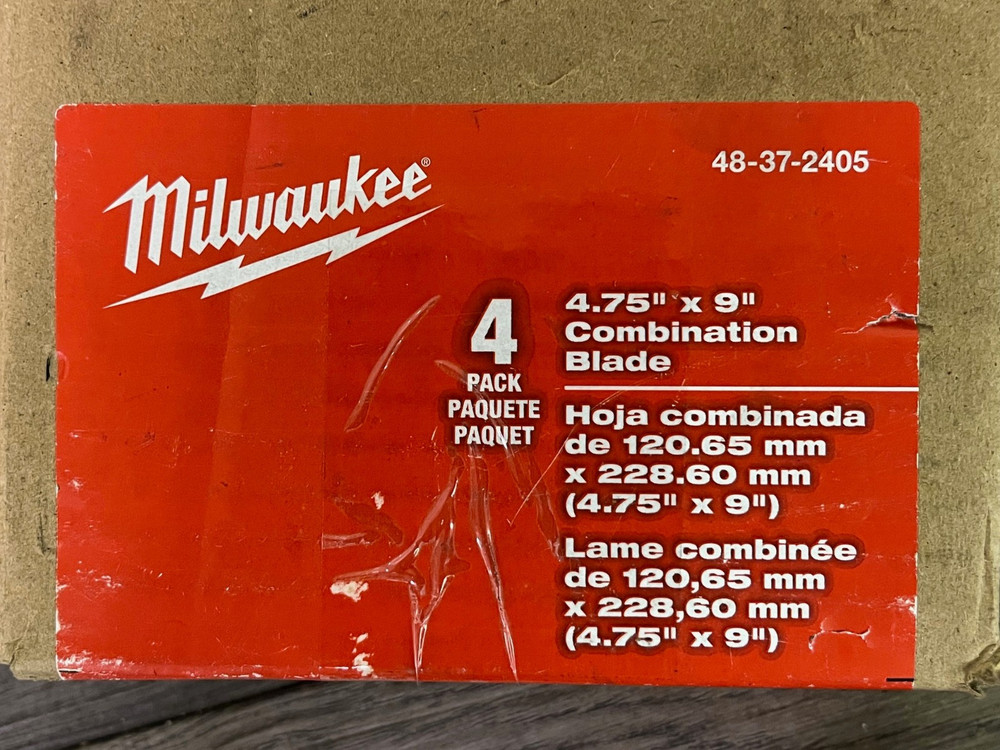 Milwaukee®
48-37-2405
4
PACK
PAQUETE
PAQUET
4.75" x 9"
Combination
Blade
Hoja combinada
de 120.65 mm
x 228.60 mm
(4.75" x 9")
Lame combinée
de 120,65 mm
x 228,60 mm
(4.75" x 9")